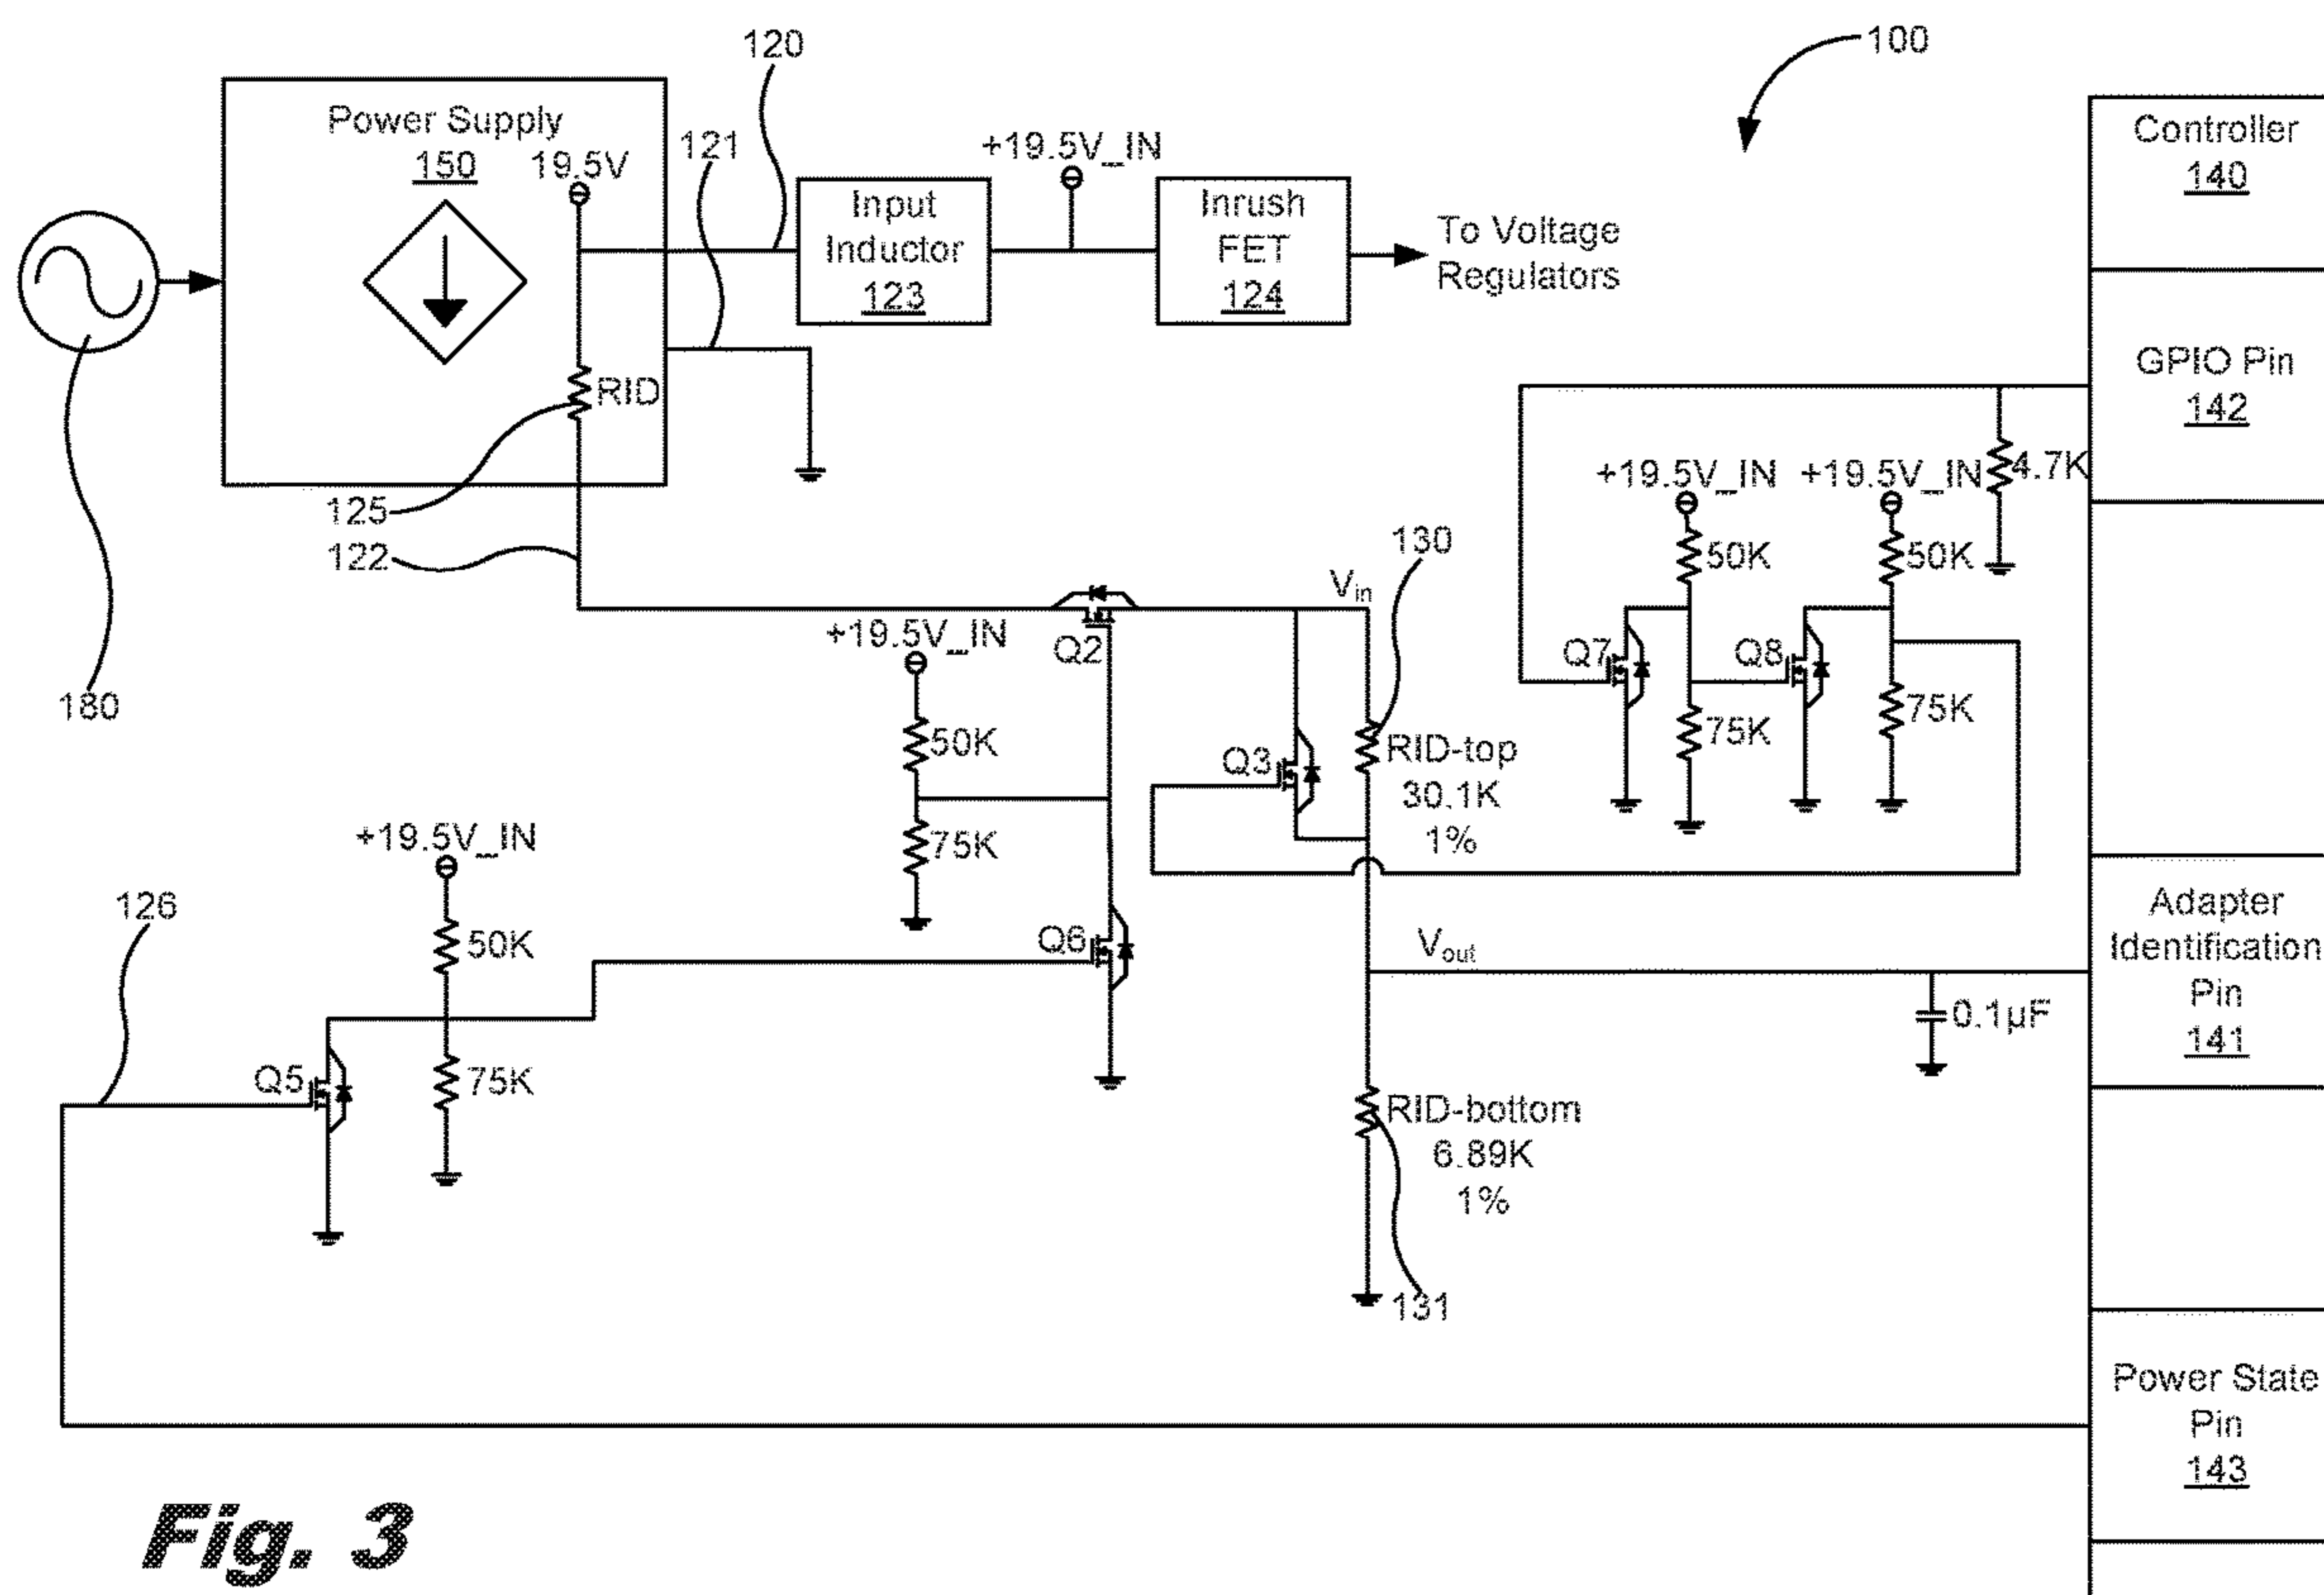 120
100
Power Supply
150
19.5V
121
+19.5V_IN
Controller
140
Input
Inductor
123
Inrush
FET
124
To Voltage
Regulators
GPIO Pin
142
RID
125
122
180
+19.5V_IN
+19.5V_IN
4.7K
50K
50K
130
Vin
Q2
+19.5V_IN
Q7
Q8
75K
75K
50K
75K
Q3
RID-top
30.1K
1%
+19.5V_IN
126
50K
75K
Q5
Q6
Vout
Adapter
Identification
Pin
141
0.1µF
RID-bottom
6.89K
1%
131
Power State
Pin
143
Fig. 3